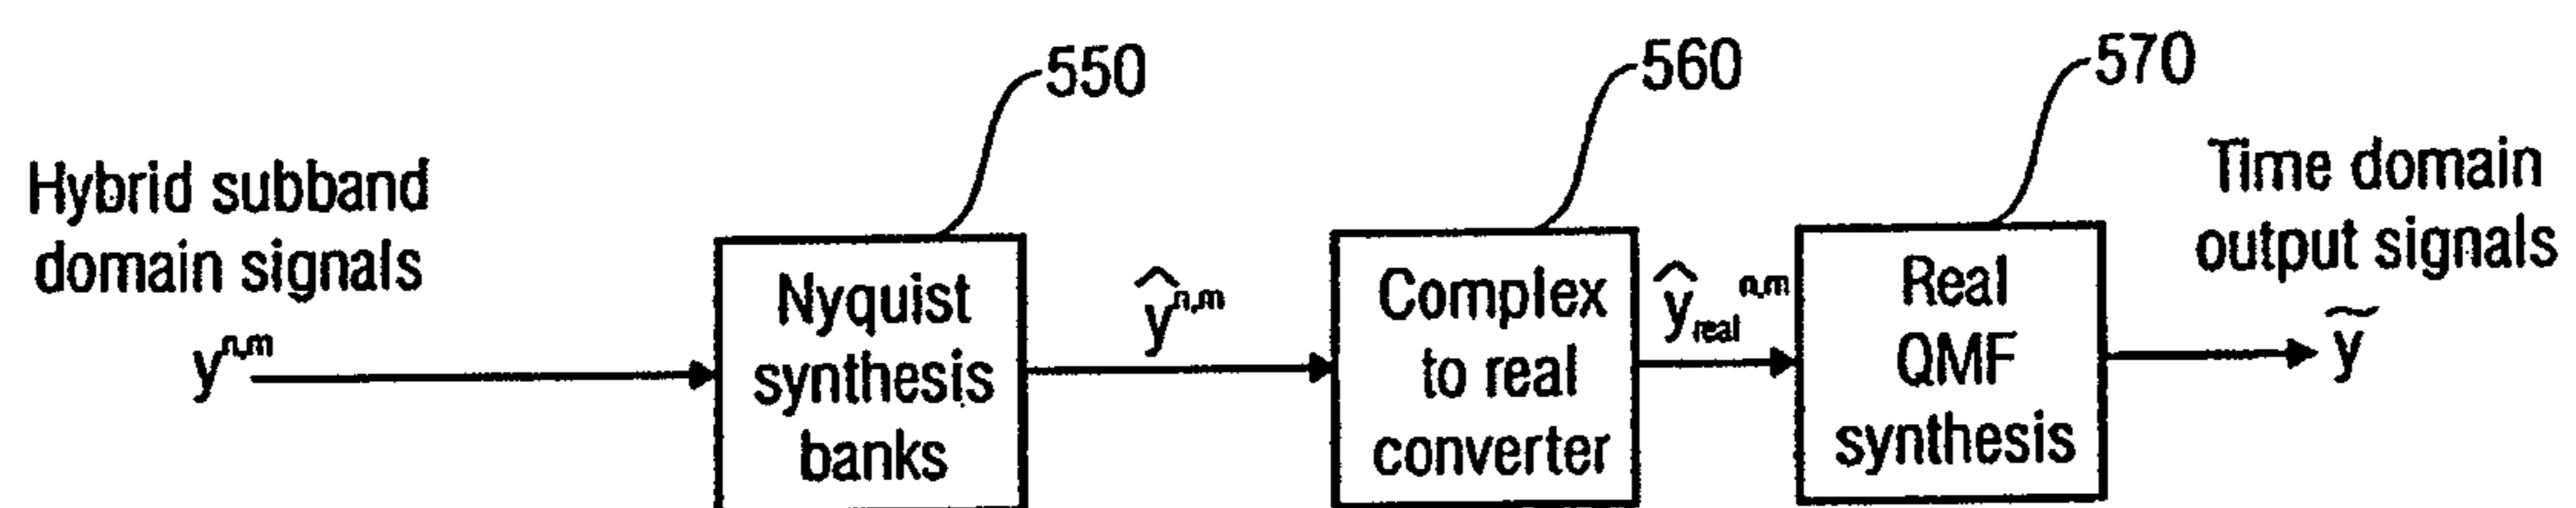 550
560
570
Hybrid subband
domain signals
y^n,m
Nyquist
synthesis
banks
ŷ^n,m
Complex
to real
converter
ŷ_real^n,m
Real
QMF
synthesis
Time domain
output signals
ỹ